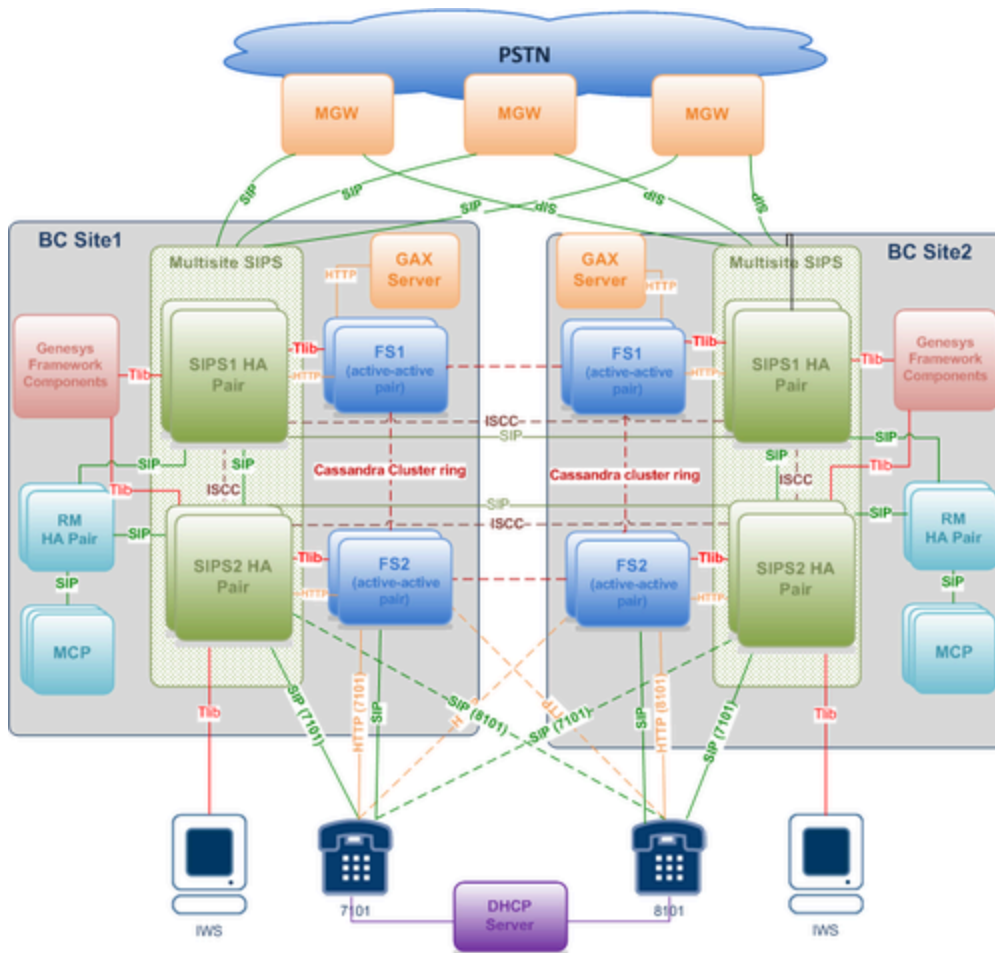 PSTN
MGW
MGW
MGW
SIP
SIP
SIP
SIP
SIP
SIP
BC Site1
BC Site2
Multisite SIPS
GAX
Server
HTTP
GAX
Server
HTTP
Multisite SIPS
Genesys
Framework
Components
Tlib
SIPS1 HA
Pair
Tlib
HTTP
FS1
(active-active
pair)
FS1
(active-active
pair)
Tlib
HTTP
SIPS1 HA
Pair
Tlib
Genesys
Framework
Components
ISCC
SIP
SIP
SIP
ISCC
Tlib
Cassandra Cluster ring
Cassandra Cluster ring
SIP
ISCC
SIP
Tlib
SIP
ISCC
RM
HA Pair
SIP
SIP
SIPS2 HA
Pair
Tlib
HTTP
FS2
(active-active
pair)
FS2
(active-active
pair)
Tlib
HTTP
SIPS2 HA
Pair
SIP
RM
HA Pair
SIP
MCP
MCP
Tlib
SIP (7101)
HTTP (7101)
SIP
SIP (8101)
H
TTP
SIP (7101)
SIP
HTTP (8101)
SIP (7101)
Tlib
IWS
7101
DHCP
Server
8101
IWS